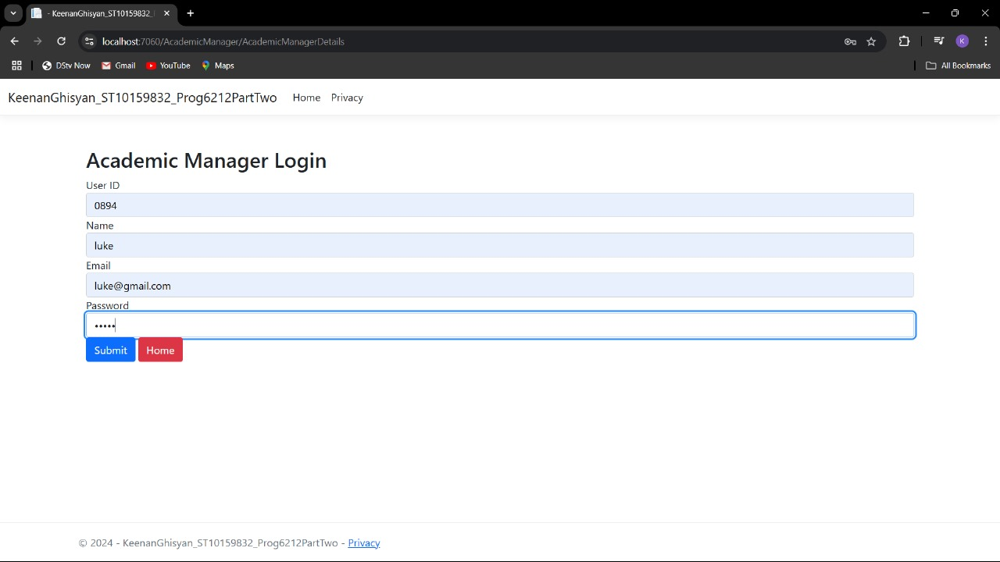 - KeenanGhisyan_ST10159832_
localhost:7060/AcademicManager/AcademicManagerDetails
K
DStv Now Gmail YouTube Maps All Bookmarks
KeenanGhisyan_ST10159832_Prog6212PartTwo Home Privacy
Academic Manager Login
User ID
0894
Name
luke
Email
luke@gmail.com
Password
•••••
Submit Home
© 2024 - KeenanGhisyan_ST10159832_Prog6212PartTwo - Privacy